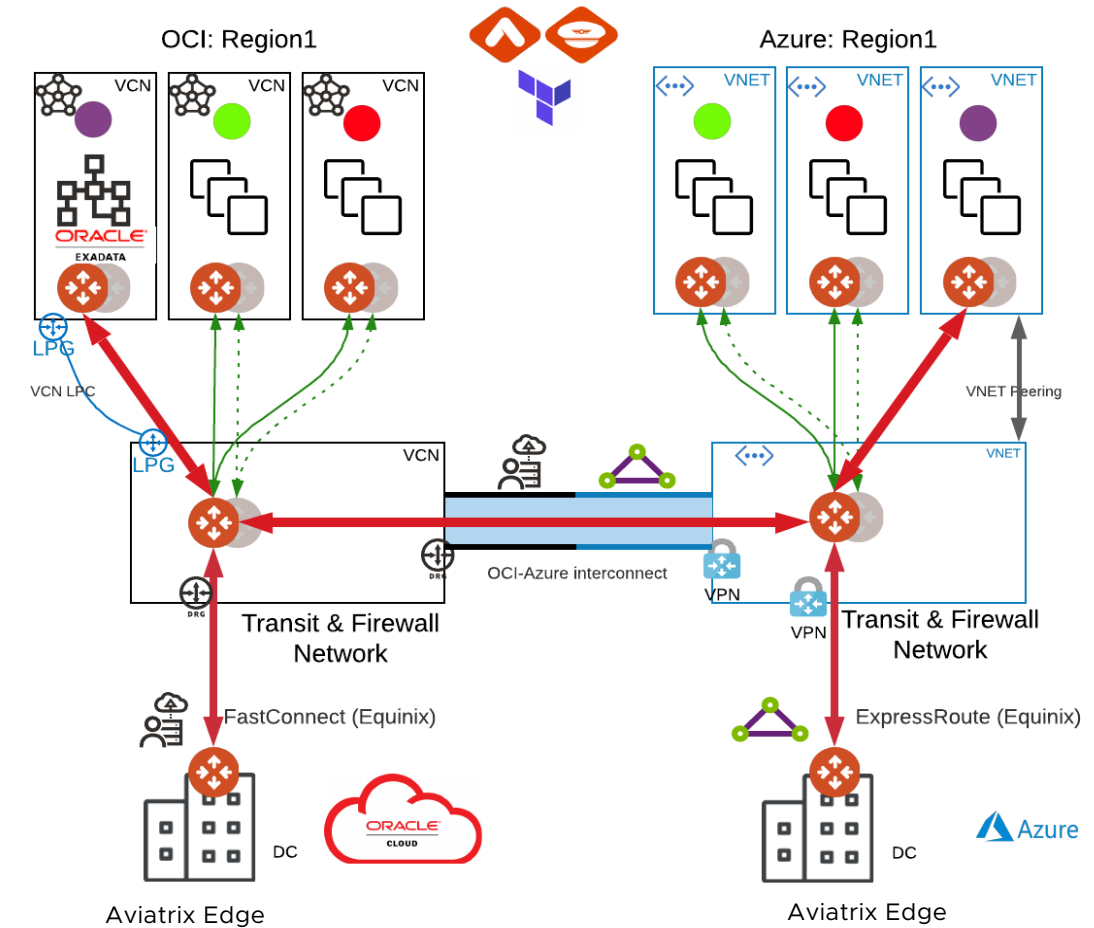 OCI: Region1
Azure: Region1
VCN
VCN
VCN
VNET
VNET
VNET
ORACLE
EXADATA
LPG
VCN LPC
VNET Peering
LPG
VCN
VNET
DRG
OCI-Azure interconnect
VPN
DRG
VPN
Transit & Firewall
Network
Transit & Firewall
Network
FastConnect (Equinix)
ExpressRoute (Equinix)
ORACLE
CLOUD
DC
Azure
DC
Aviatrix Edge
Aviatrix Edge